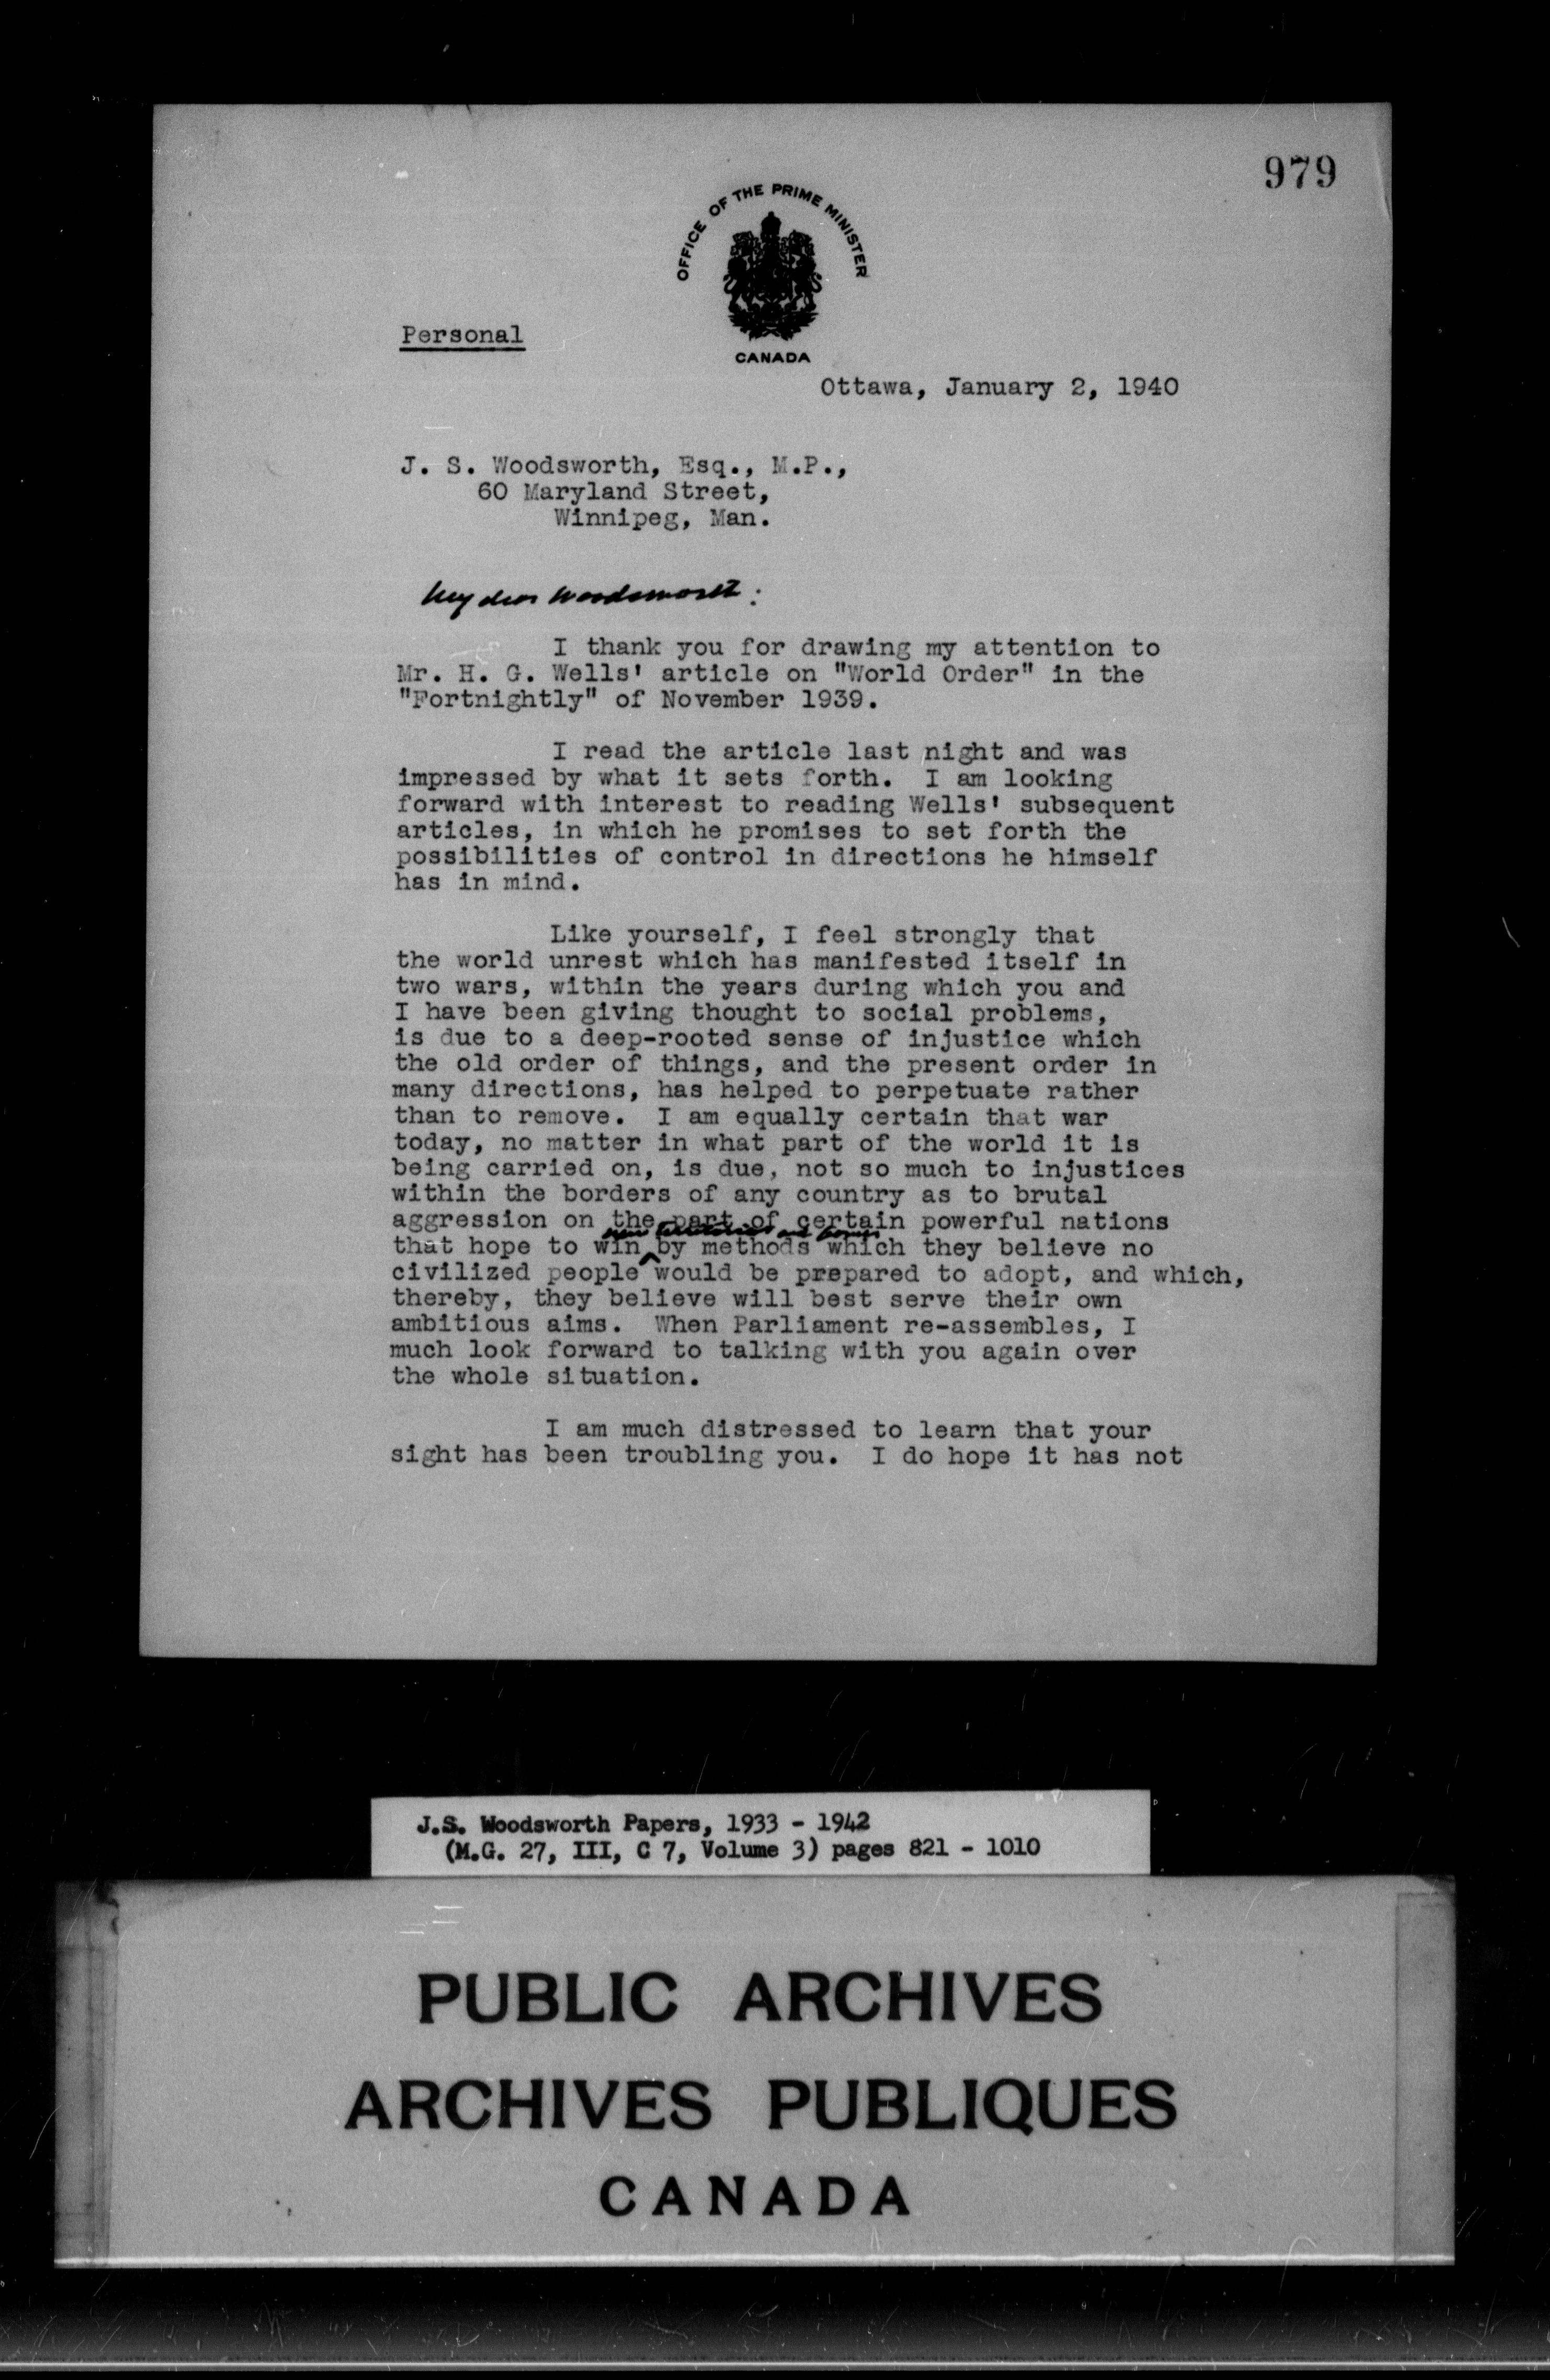 979
OFFICE OF THE PRIME MINISTER
CANADA
Personal
Ottawa, January 2, 1940
J. S. Woodsworth, Esq., M.P.,
60 Maryland Street,
Winnipeg, Man.
My dear Woodsworth:
I thank you for drawing my attention to
Mr. H. G. Wells' article on "World Order" in the
"Fortnightly" of November 1939.
I read the article last night and was
impressed by what it sets forth. I am looking
forward with interest to reading Wells' subsequent
articles, in which he promises to set forth the
possibilities of control in directions he himself
has in mind.
Like yourself, I feel strongly that
the world unrest which has manifested itself in
two wars, within the years during which you and
I have been giving thought to social problems,
is due to a deep-rooted sense of injustice which
the old order of things, and the present order in
many directions, has helped to perpetuate rather
than to remove. I am equally certain that war
today, no matter in what part of the world it is
being carried on, is due, not so much to injustices
within the borders of any country as to brutal
aggression on the part of certain powerful nations
new territories and power
that hope to win by methods which they believe no
civilized people would be prepared to adopt, and which,
thereby, they believe will best serve their own
ambitious aims. When Parliament re-assembles, I
much look forward to talking with you again over
the whole situation.
I am much distressed to learn that your
sight has been troubling you. I do hope it has not
J.S. Woodsworth Papers, 1933 - 1942
(M.G. 27, III, C 7, Volume 3) pages 821 - 1010
PUBLIC ARCHIVES
ARCHIVES PUBLIQUES
CANADA